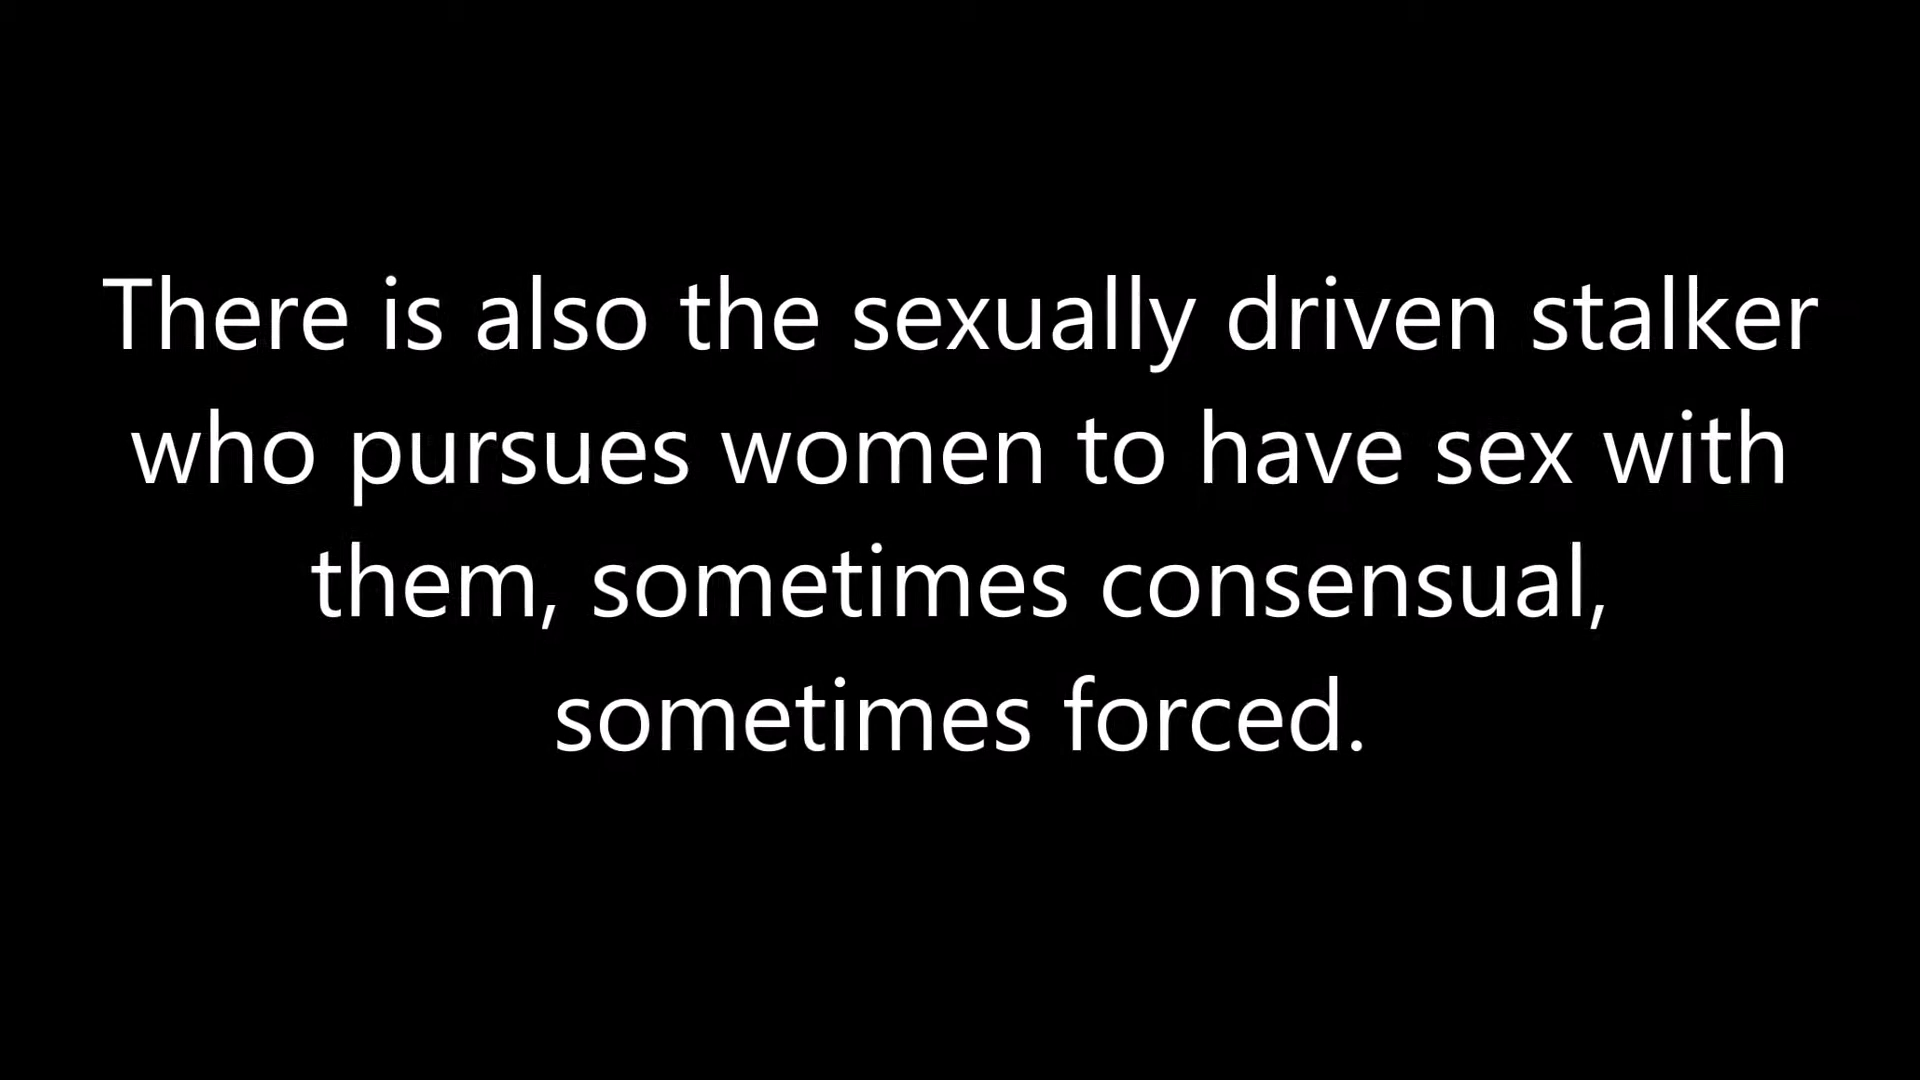 There is also the sexually driven stalker
who pursues women to have sex with
them, sometimes consensual,
sometimes forced.